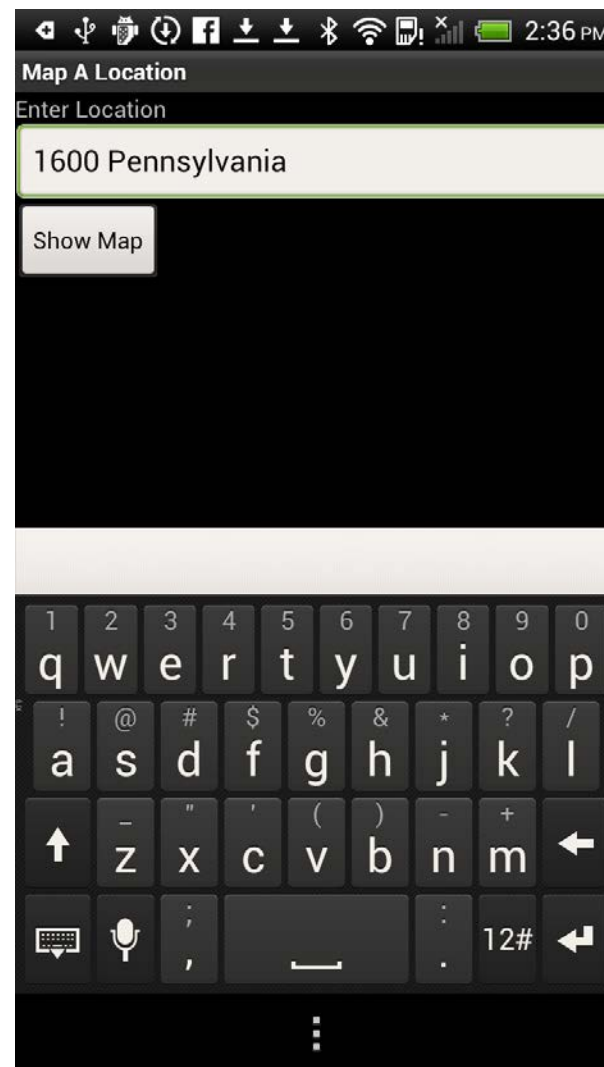 2:36 PM
Map A Location
Enter Location
1600 Pennsylvania
Show Map
1 2 3 4 5 6 7 8 9 0
q w e r t y u i o p
! @ # $ % & * ? /
a s d f g h j k l
_ " ' ( ) - +
z x c v b n m
; :
, . 12#